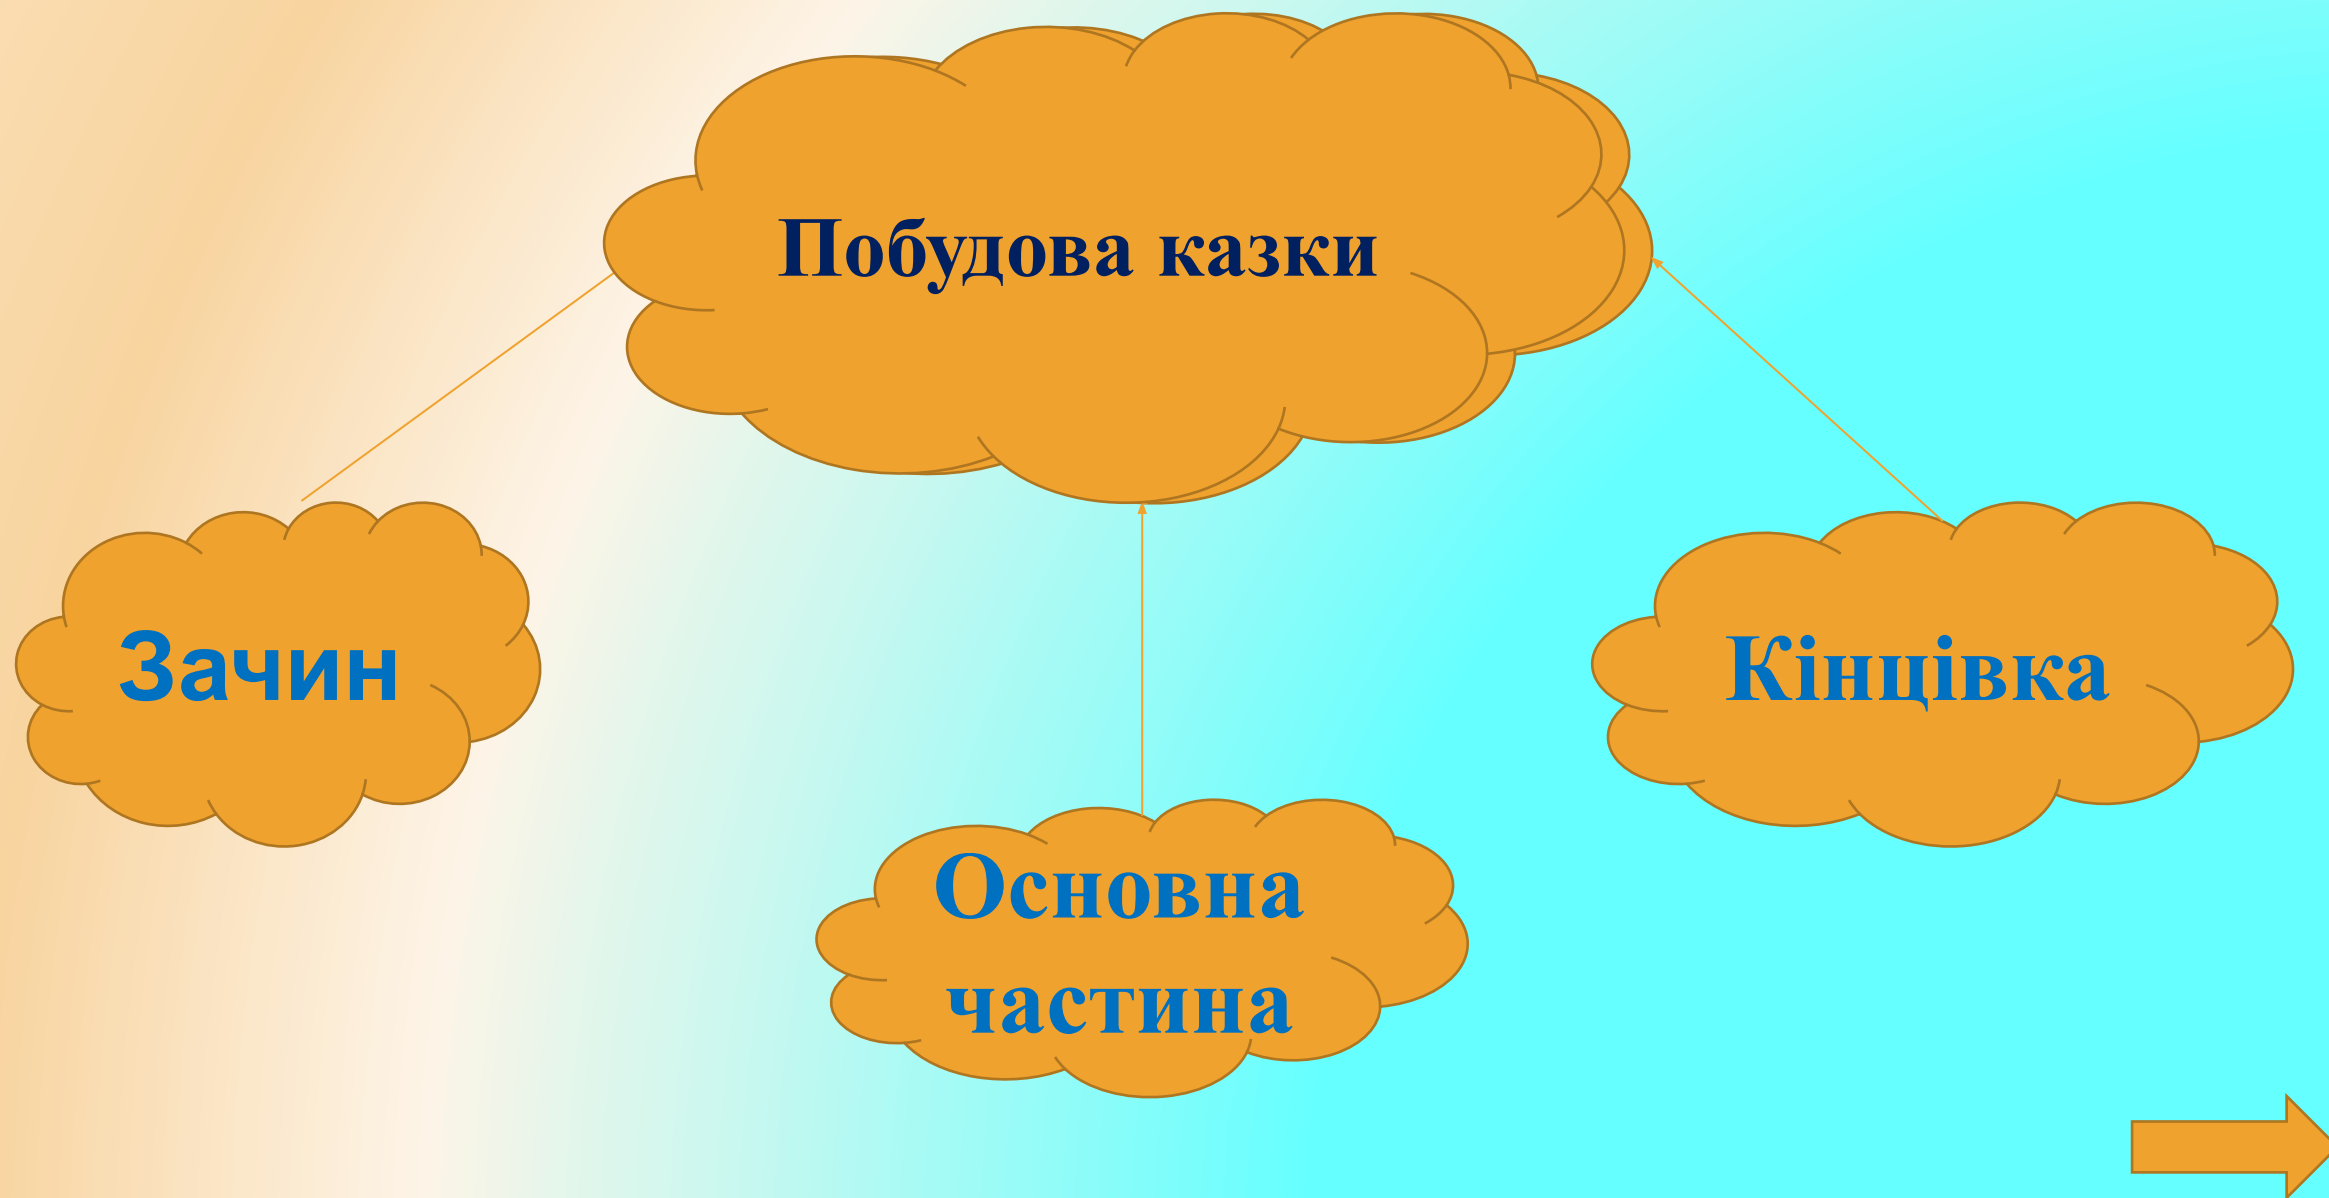 Побудова казки
Зачин
Кінцівка
Основна
частина